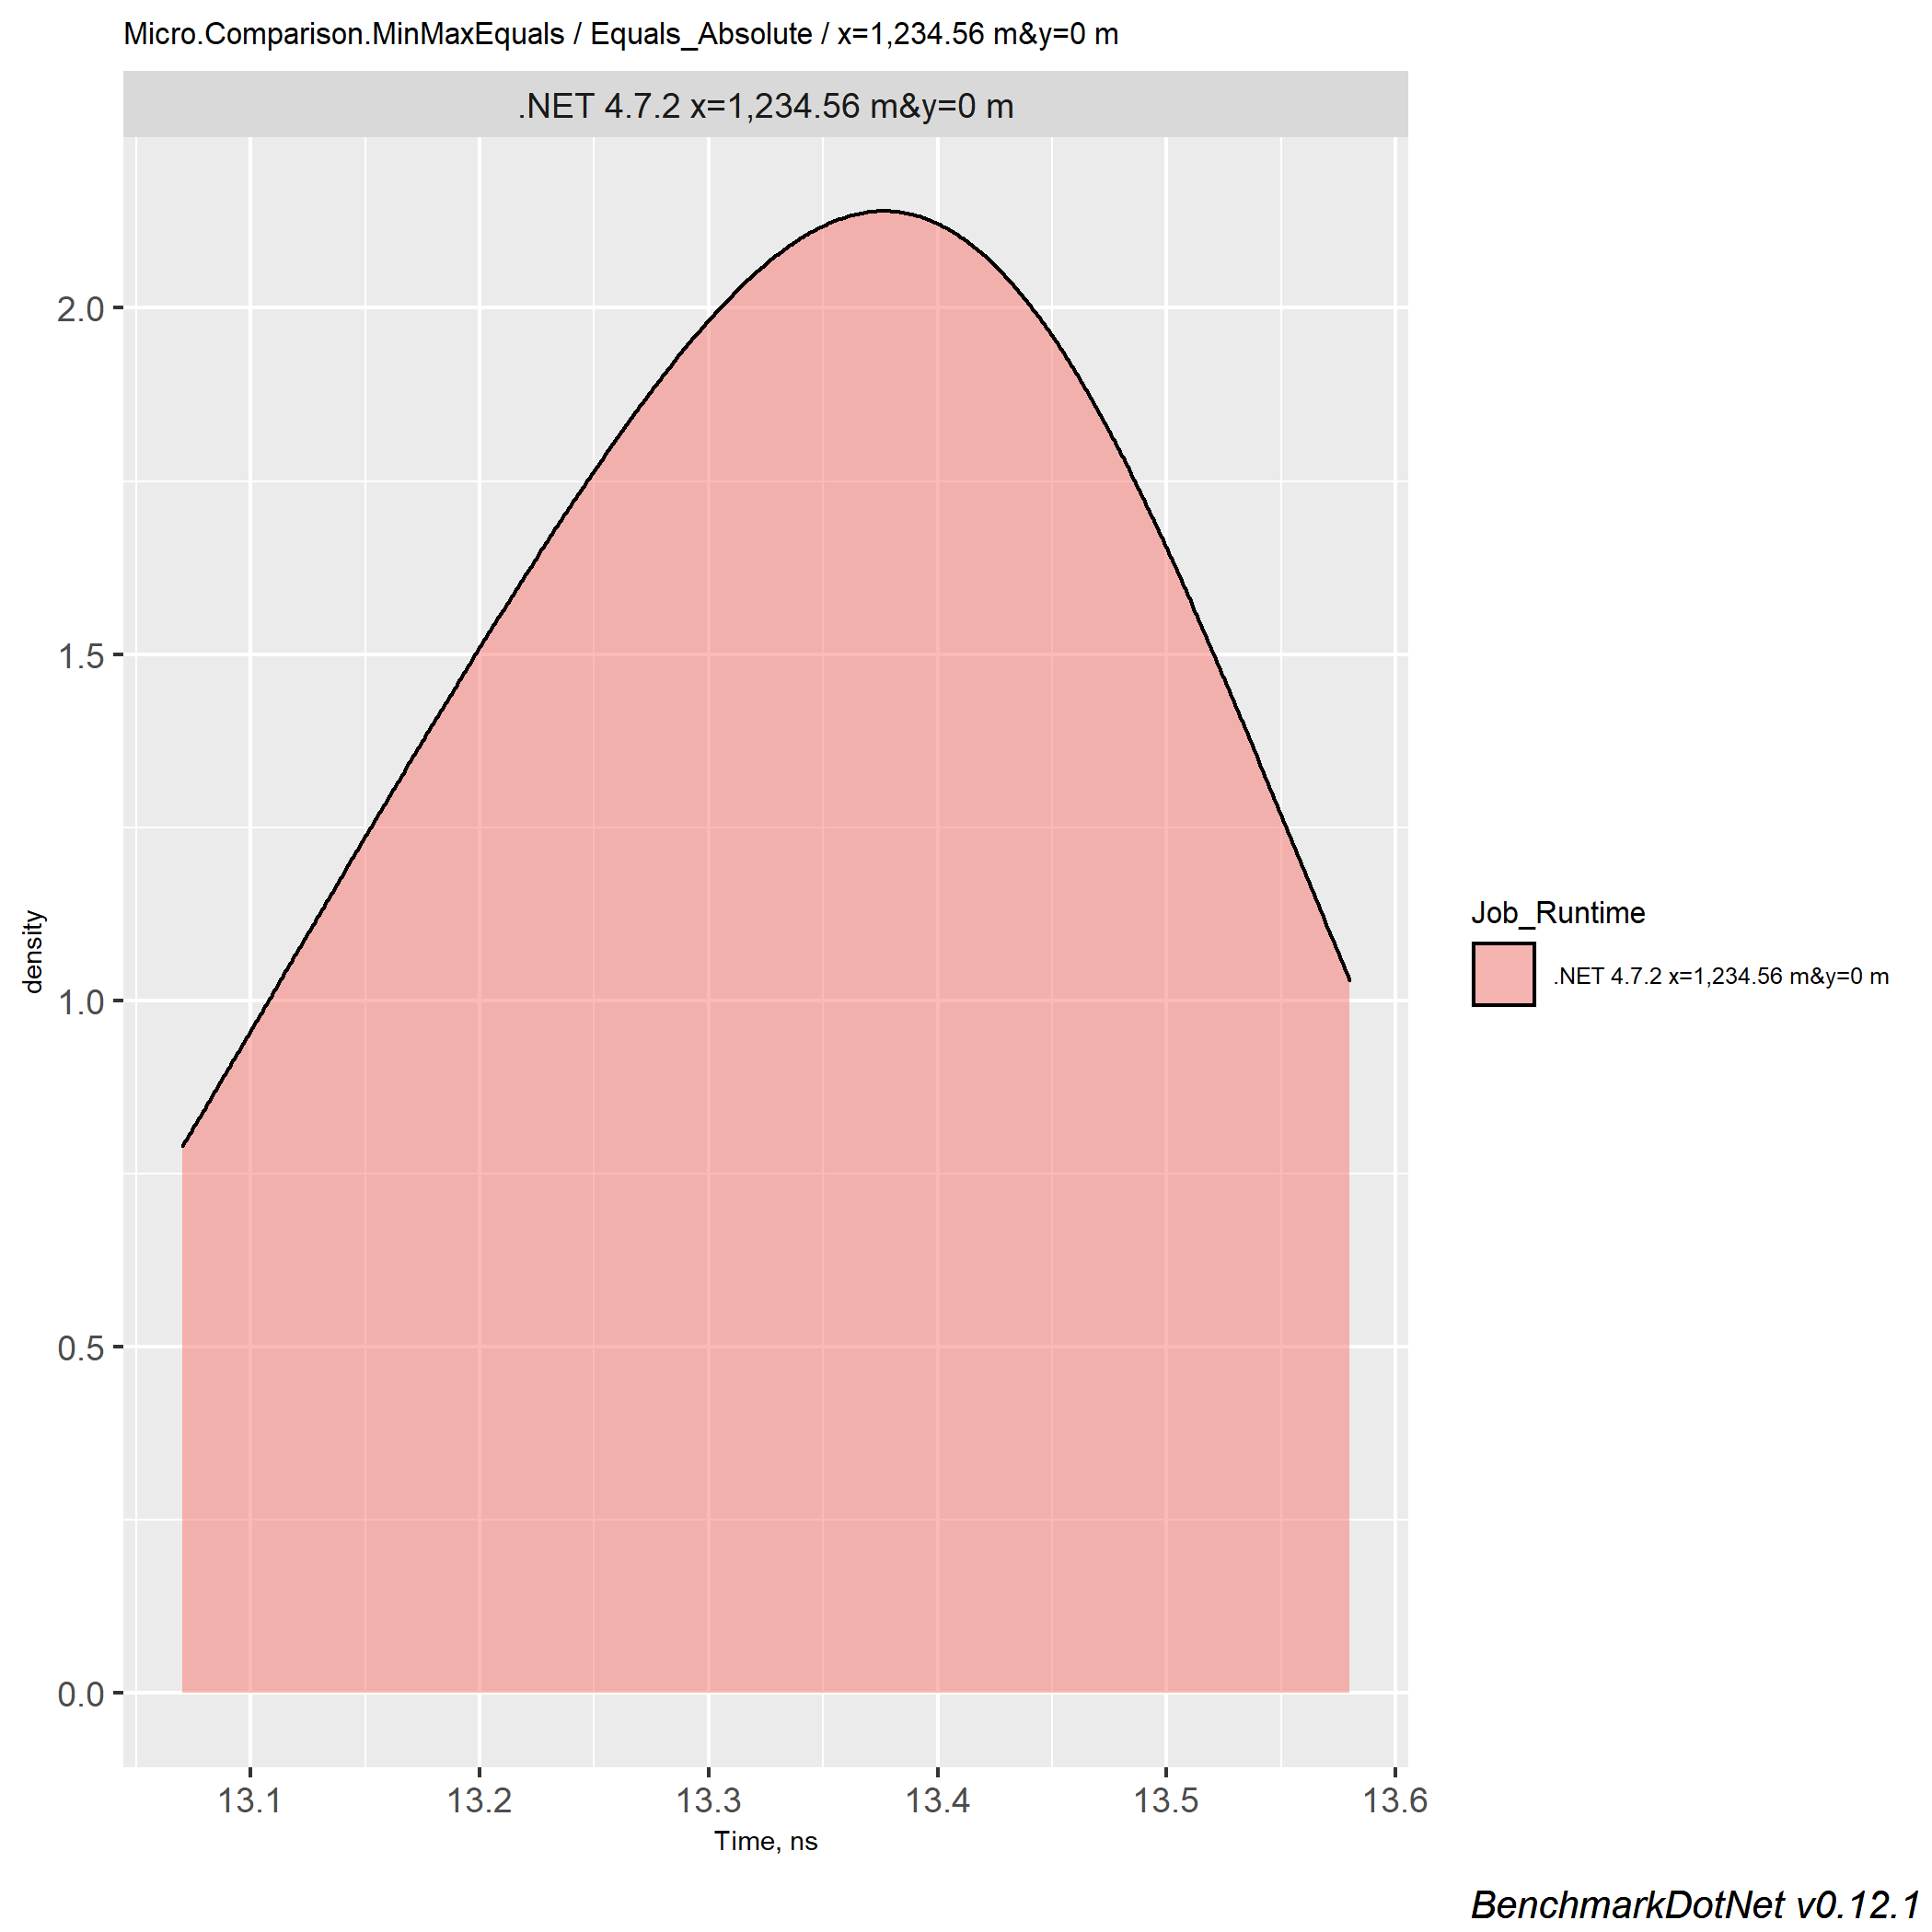 Micro.Comparison.MinMaxEquals / Equals_Absolute / x=1,234.56 m&y=0 m
.NET 4.7.2 x=1,234.56 m&y=0 m
2.0
1.5
1.0
0.5
0.0
density
13.1 13.2 13.3 13.4 13.5 13.6
Time, ns
Job_Runtime
.NET 4.7.2 x=1,234.56 m&y=0 m
BenchmarkDotNet v0.12.1